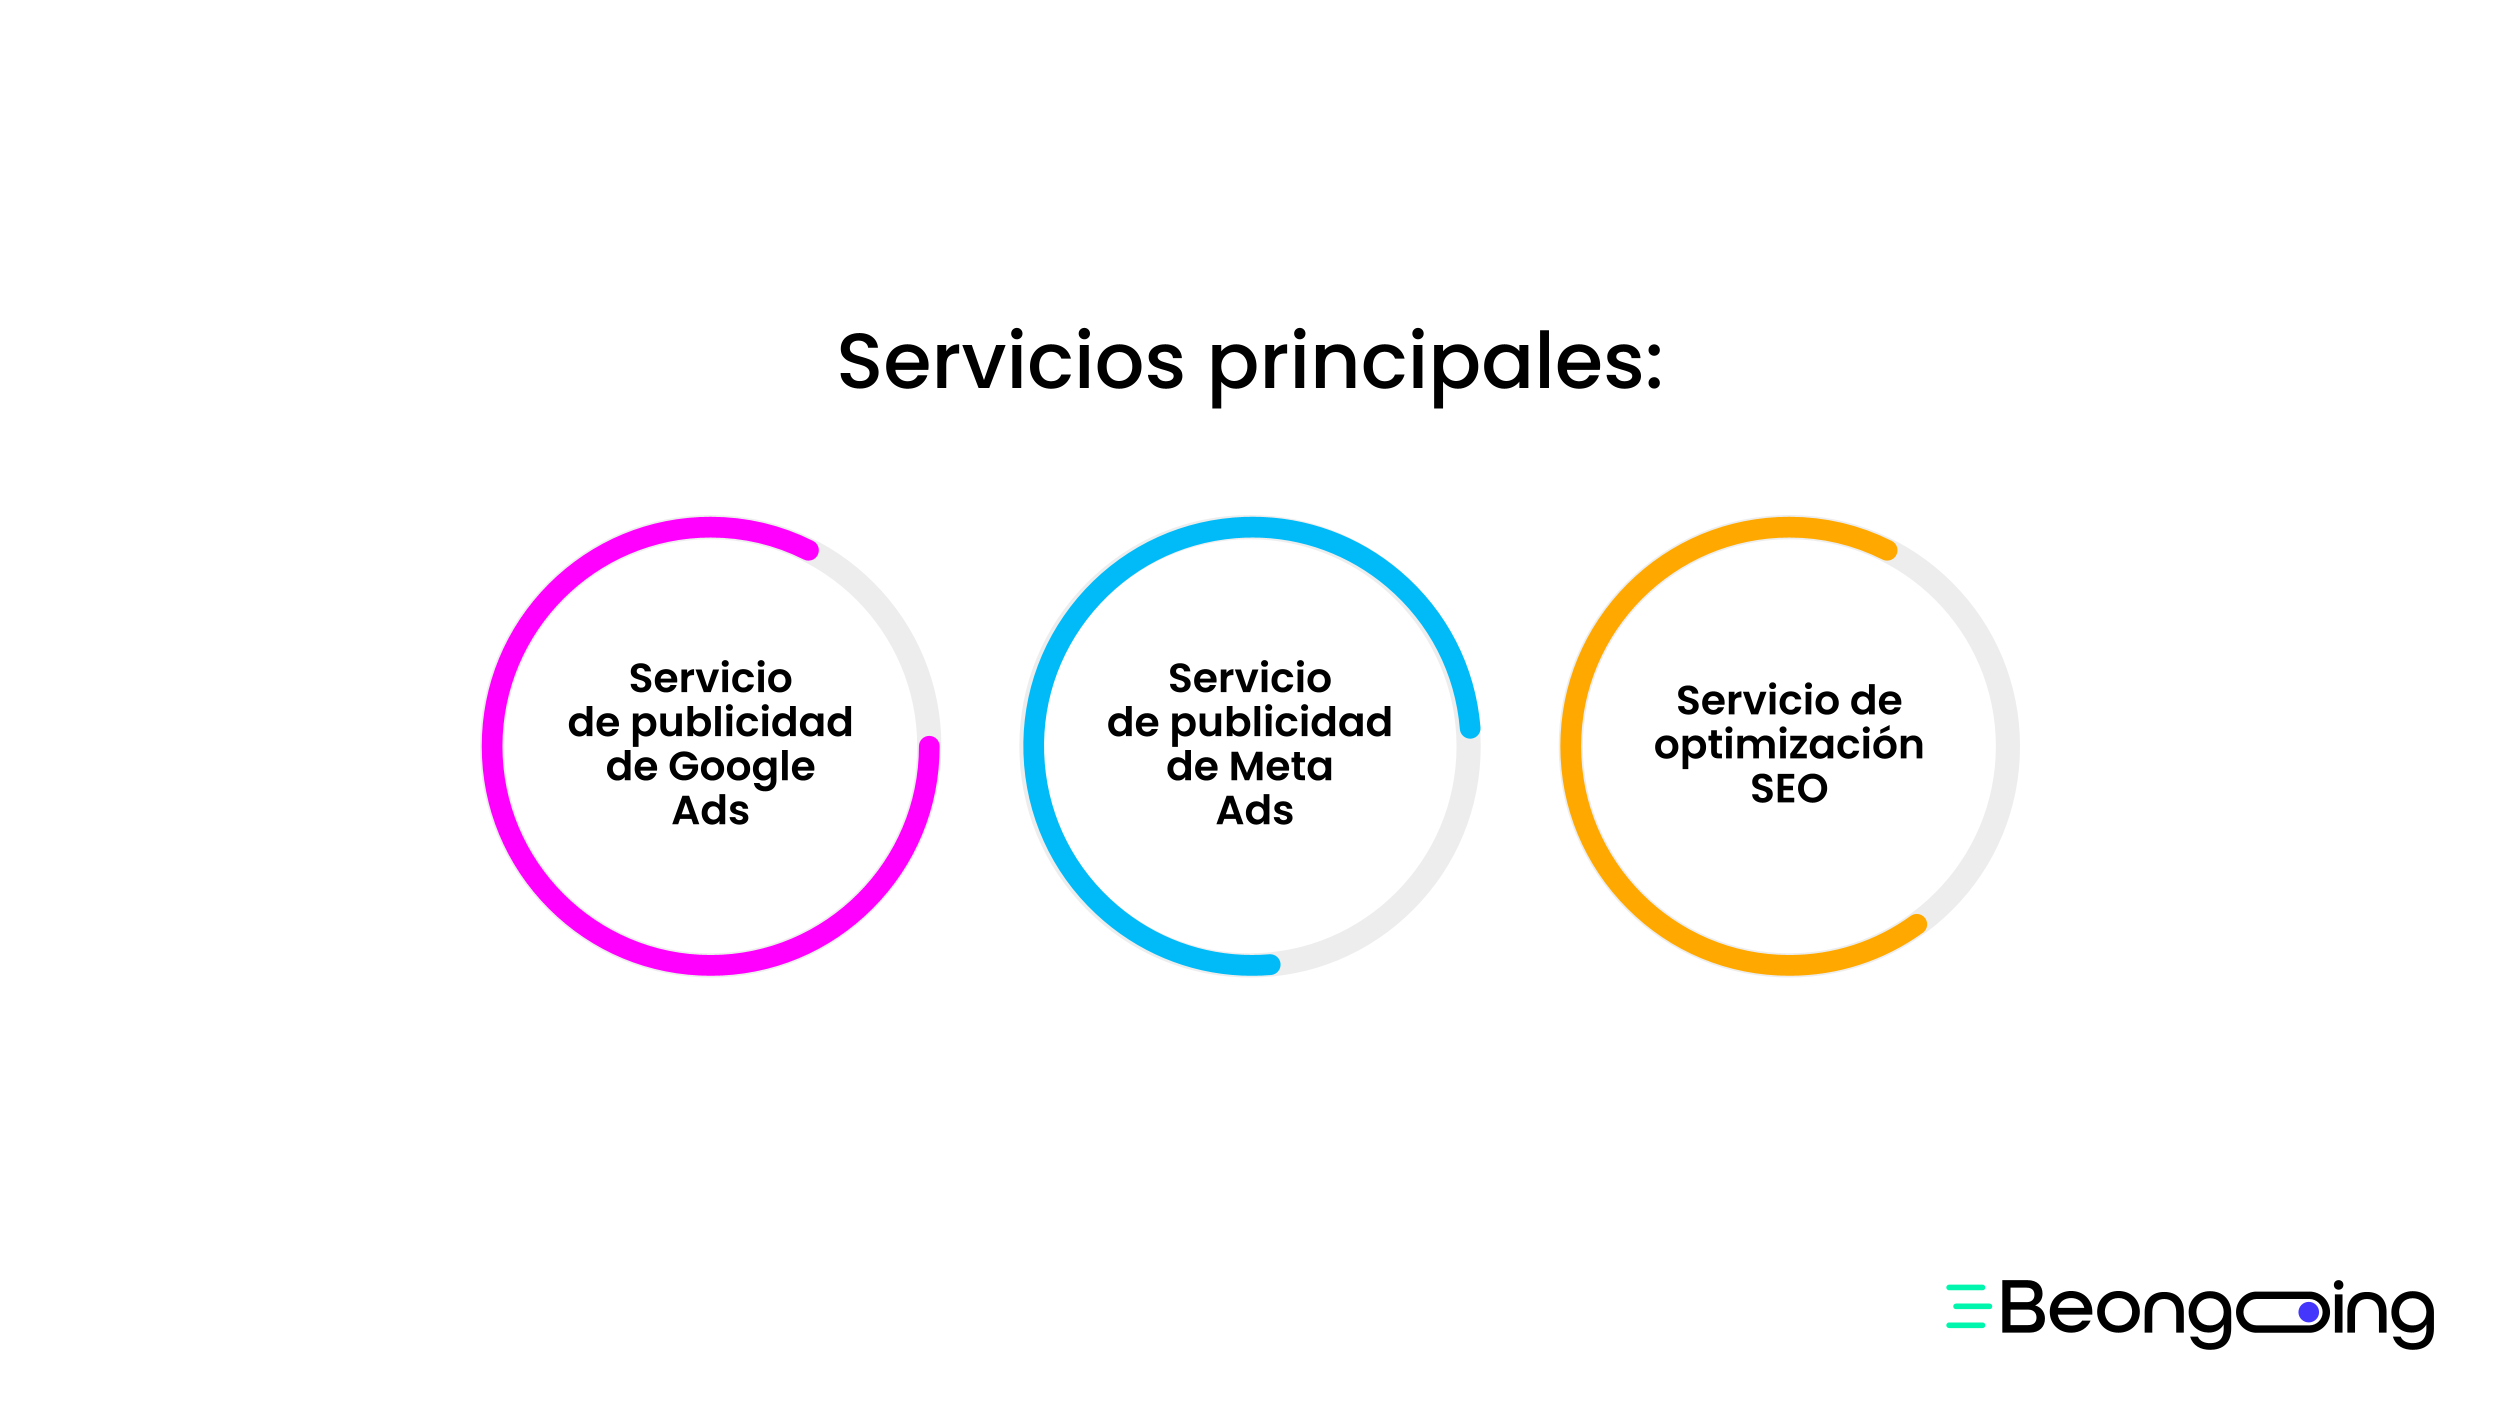 Servicios principales:
Servicio
de publicidad
de Google
Ads
Servicio
de publicidad
de Meta
Ads
Servicio de
optimización
SEO
Beongoing